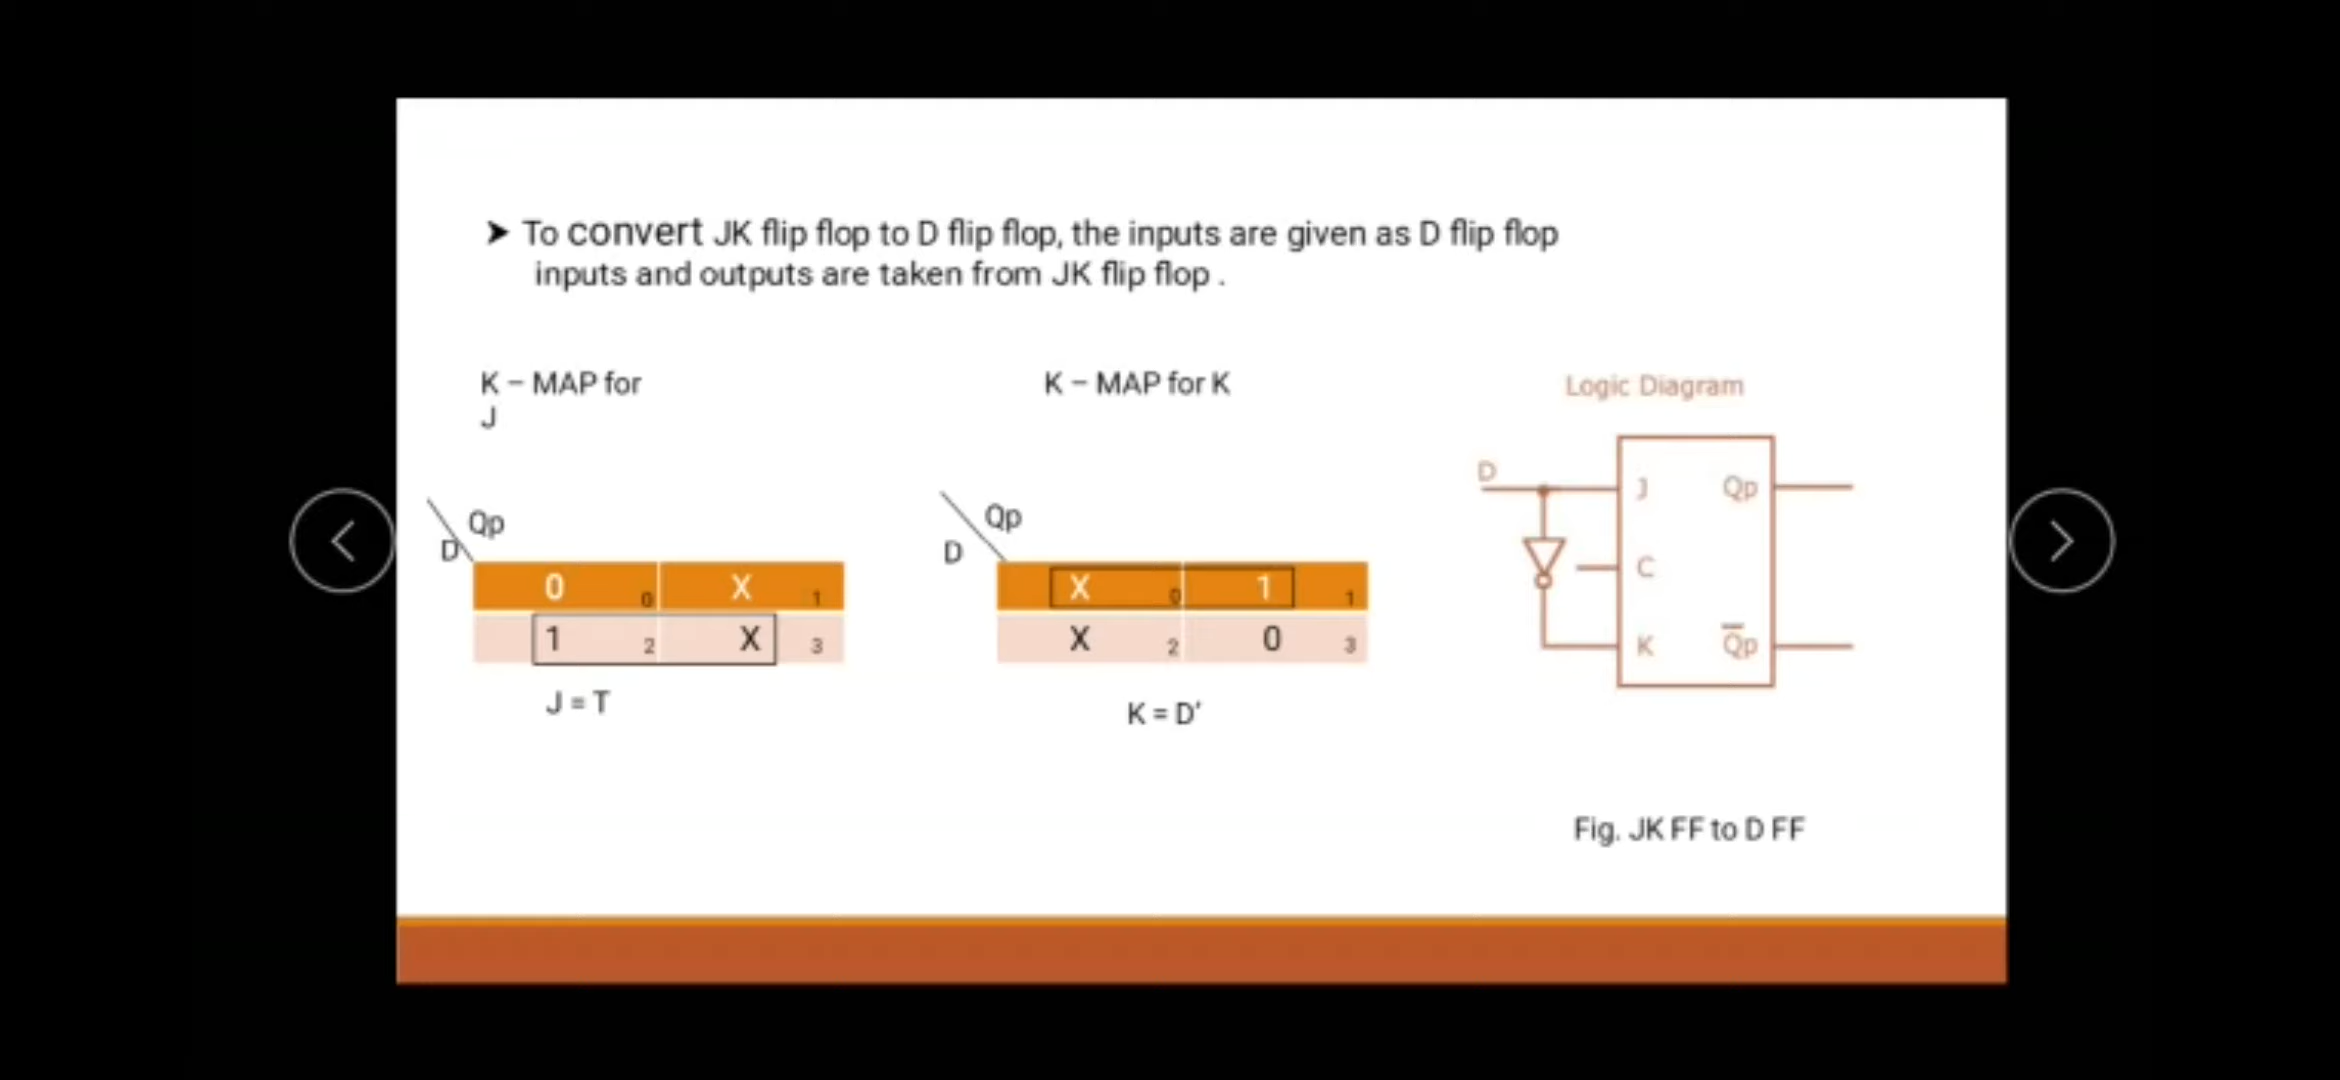 ➤ To convert JK flip flop to D flip flop, the inputs are given as D flip flop
inputs and outputs are taken from JK flip flop .
K – MAP for
J
Qp
D
0 0 X 1
1 2 X 3
J = T
K – MAP for K
Qp
D
X 0 1 1
X 2 0 3
K = D’
Logic Diagram
D
J Qp
C
K Q̅p
Fig. JK FF to D FF